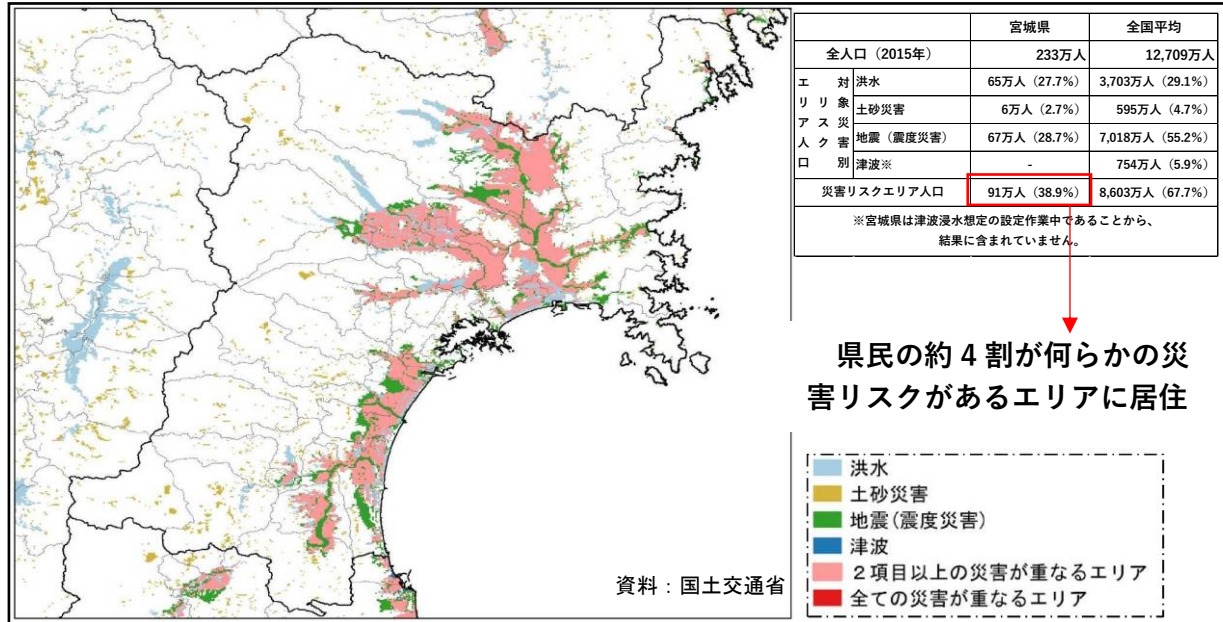 宮城県 全国平均
全人口（2015年） 233万人 12,709万人
対象災害別リスクエリア人口
洪水 65万人（27.7%） 3,703万人（29.1%）
土砂災害 6万人（2.7%） 595万人（4.7%）
地震（震度災害） 67万人（28.7%） 7,018万人（55.2%）
津波※ - 754万人（5.9%）
災害リスクエリア人口 91万人（38.9%） 8,603万人（67.7%）
※宮城県は津波浸水想定の設定作業中であることから、
結果に含まれていません。
県民の約４割が何らかの災
害リスクがあるエリアに居住
洪水
土砂災害
地震(震度災害)
津波
２項目以上の災害が重なるエリア
全ての災害が重なるエリア
資料：国土交通省